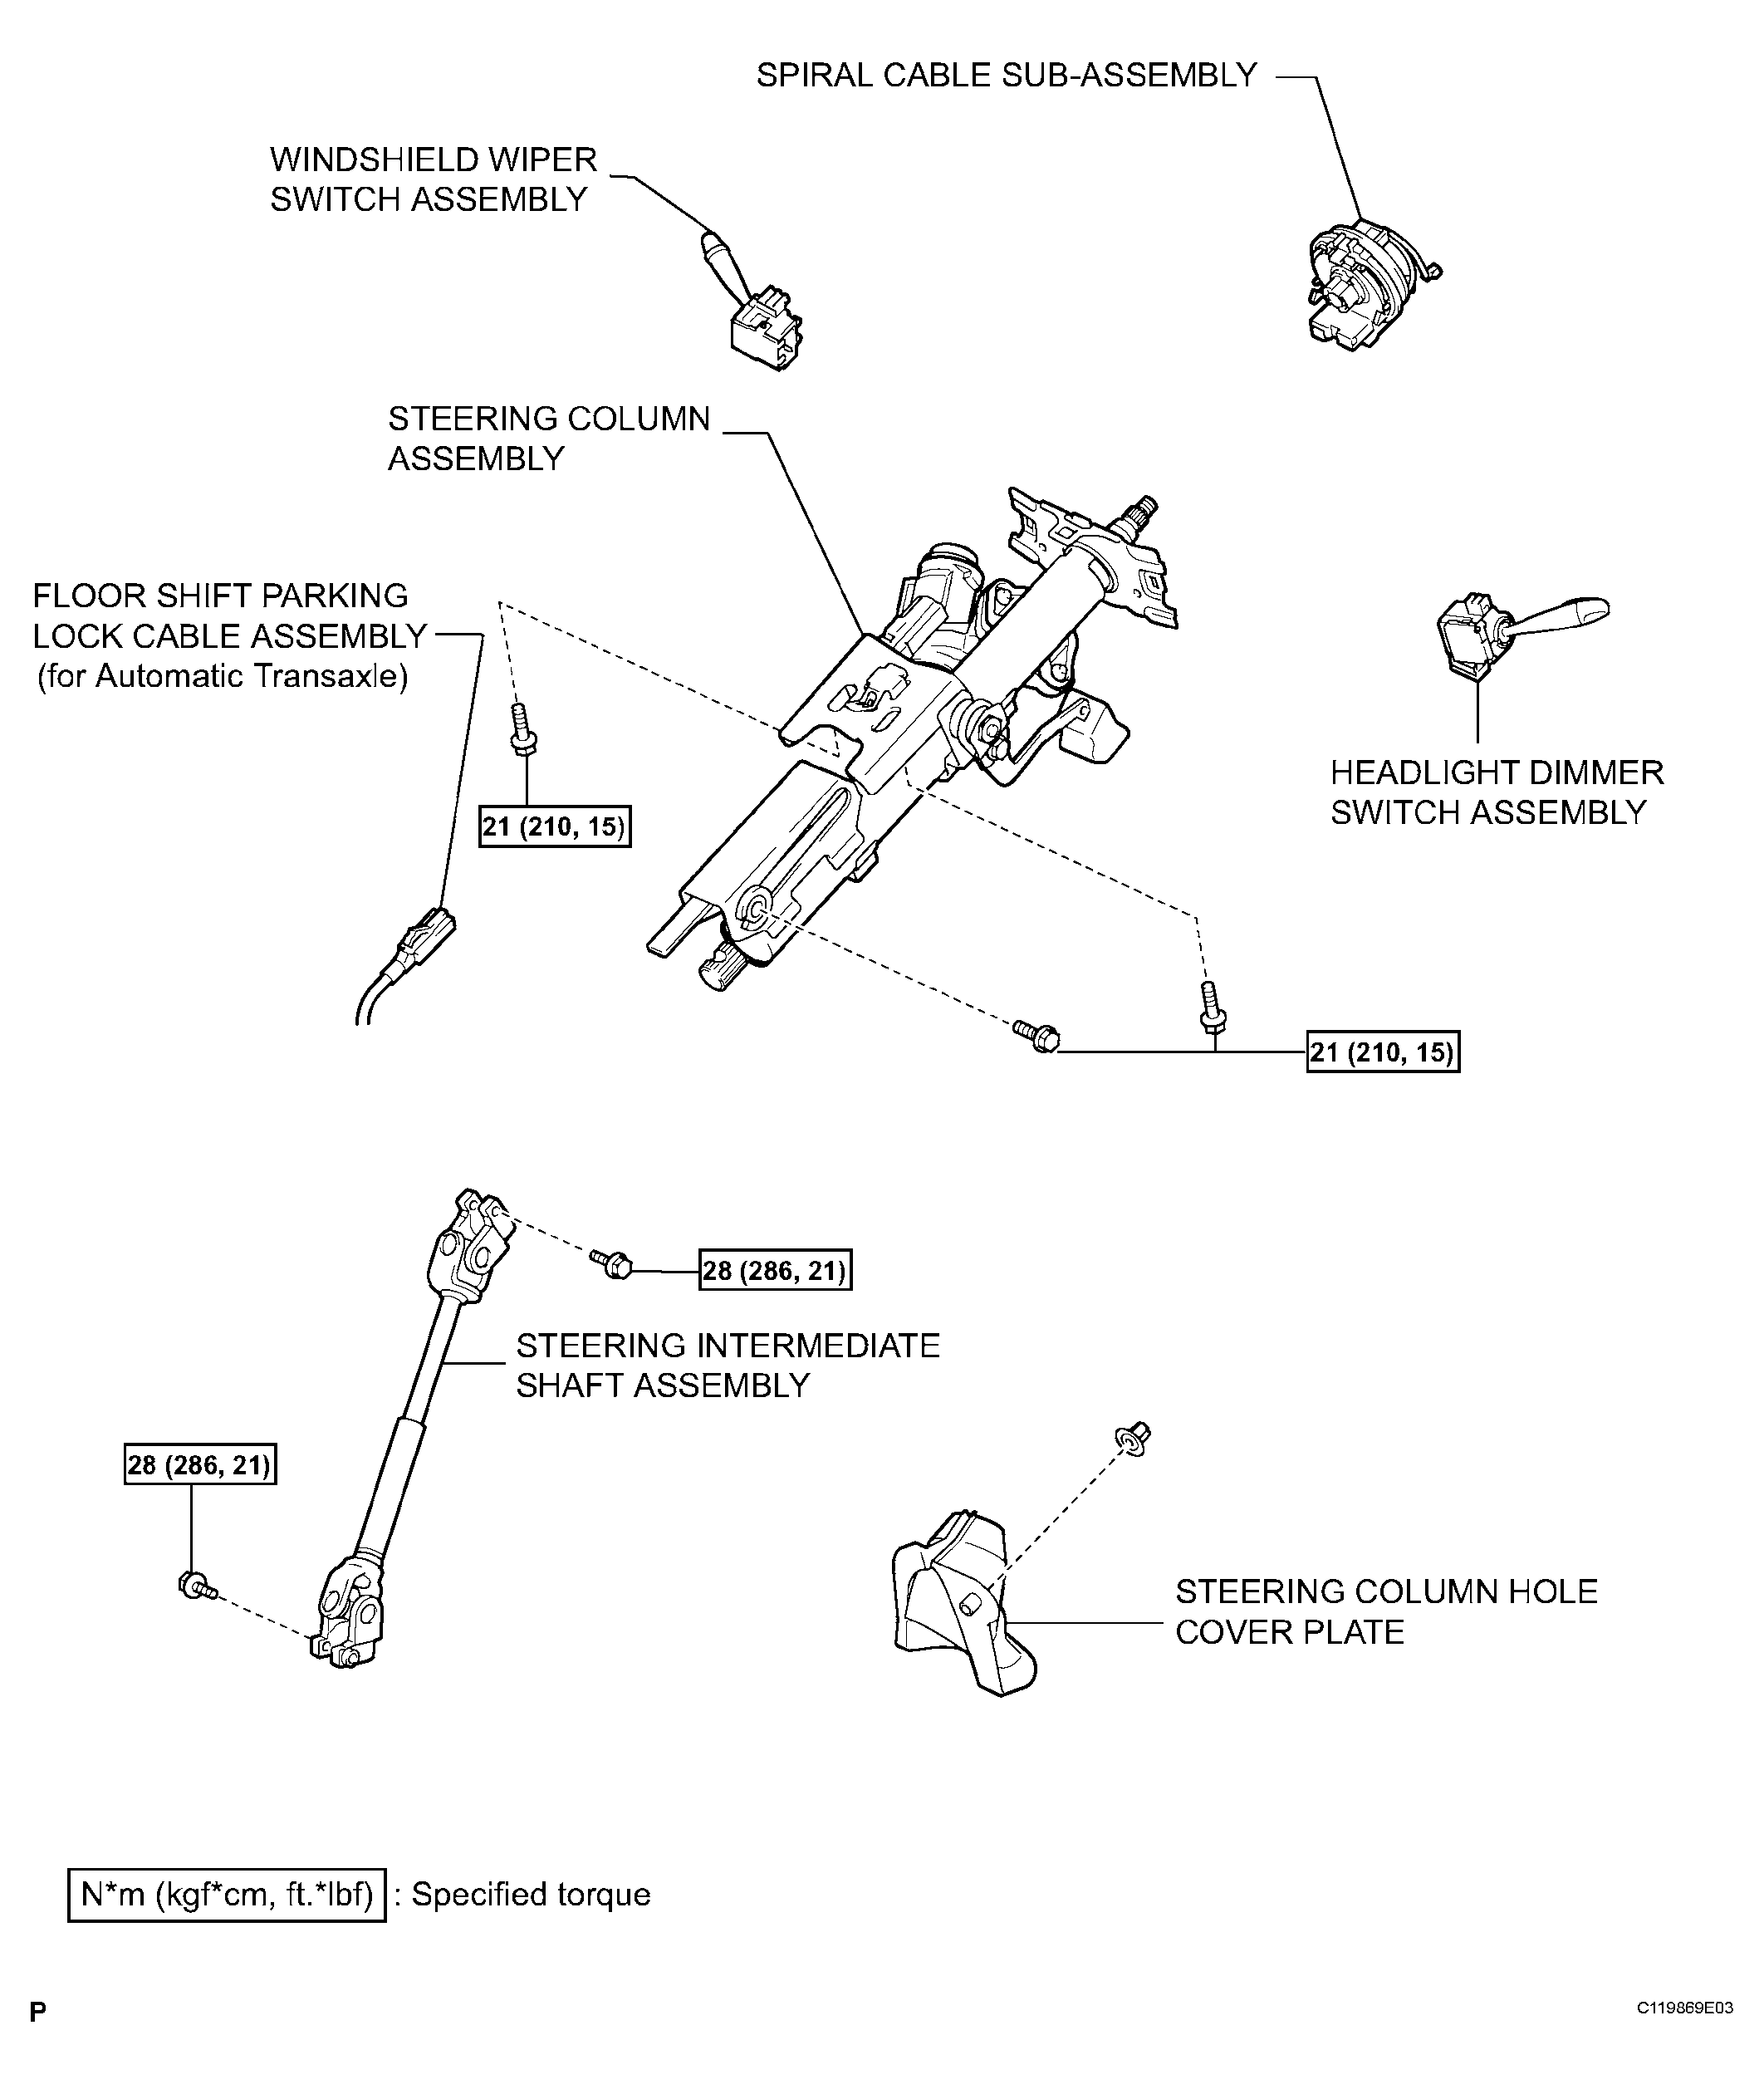 SPIRAL CABLE SUB-ASSEMBLY
WINDSHIELD WIPER
SWITCH ASSEMBLY
STEERING COLUMN
ASSEMBLY
FLOOR SHIFT PARKING
LOCK CABLE ASSEMBLY
(for Automatic Transaxle)
HEADLIGHT DIMMER
SWITCH ASSEMBLY
21 (210, 15)
21 (210, 15)
28 (286, 21)
STEERING INTERMEDIATE
SHAFT ASSEMBLY
28 (286, 21)
STEERING COLUMN HOLE
COVER PLATE
N*m (kgf*cm, ft.*lbf) : Specified torque
P
C119869E03